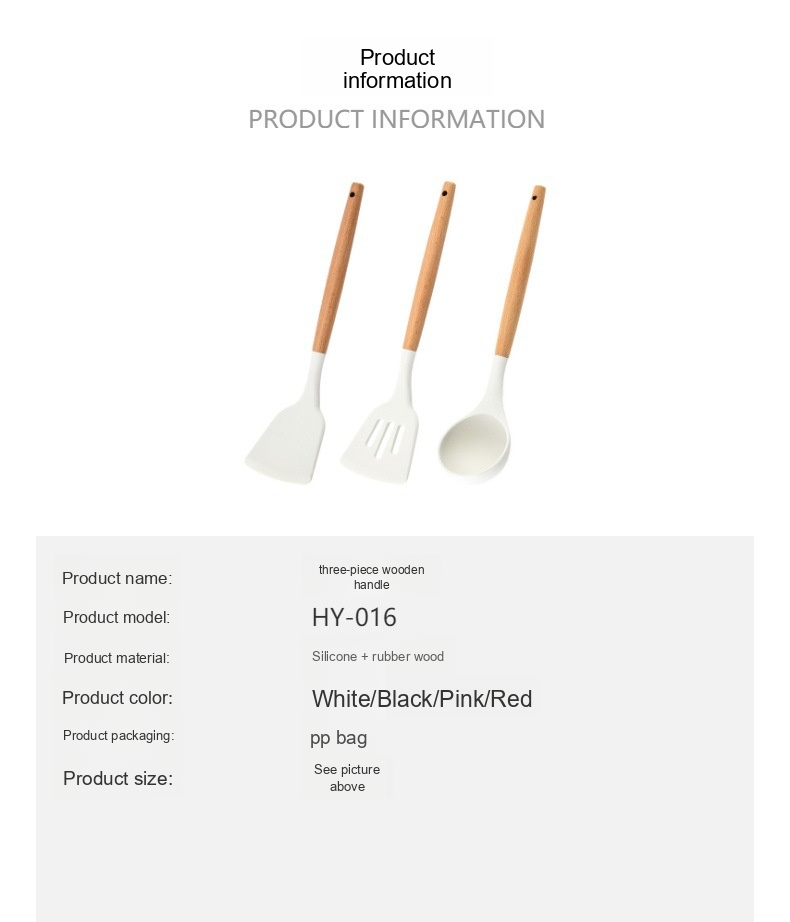 Product
information
PRODUCT INFORMATION
Product name:
three-piece wooden
handle
Product model:
HY-016
Product material:
Silicone + rubber wood
Product color:
White/Black/Pink/Red
Product packaging:
pp bag
Product size:
See picture
above